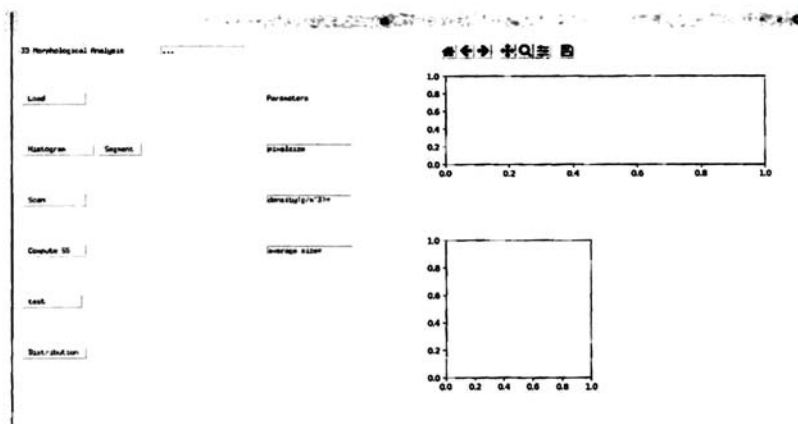 3D Morphological Analysis ...
Load
Parameters
Histogram Segment
pixelsize
Scan
density(g/m^3)=
Compute SS
average size=
test
Distribution
1.0
0.8
0.6
0.4
0.2
0.0
0.0 0.2 0.4 0.6 0.8 1.0
1.0
0.8
0.6
0.4
0.2
0.0
0.0 0.2 0.4 0.6 0.8 1.0